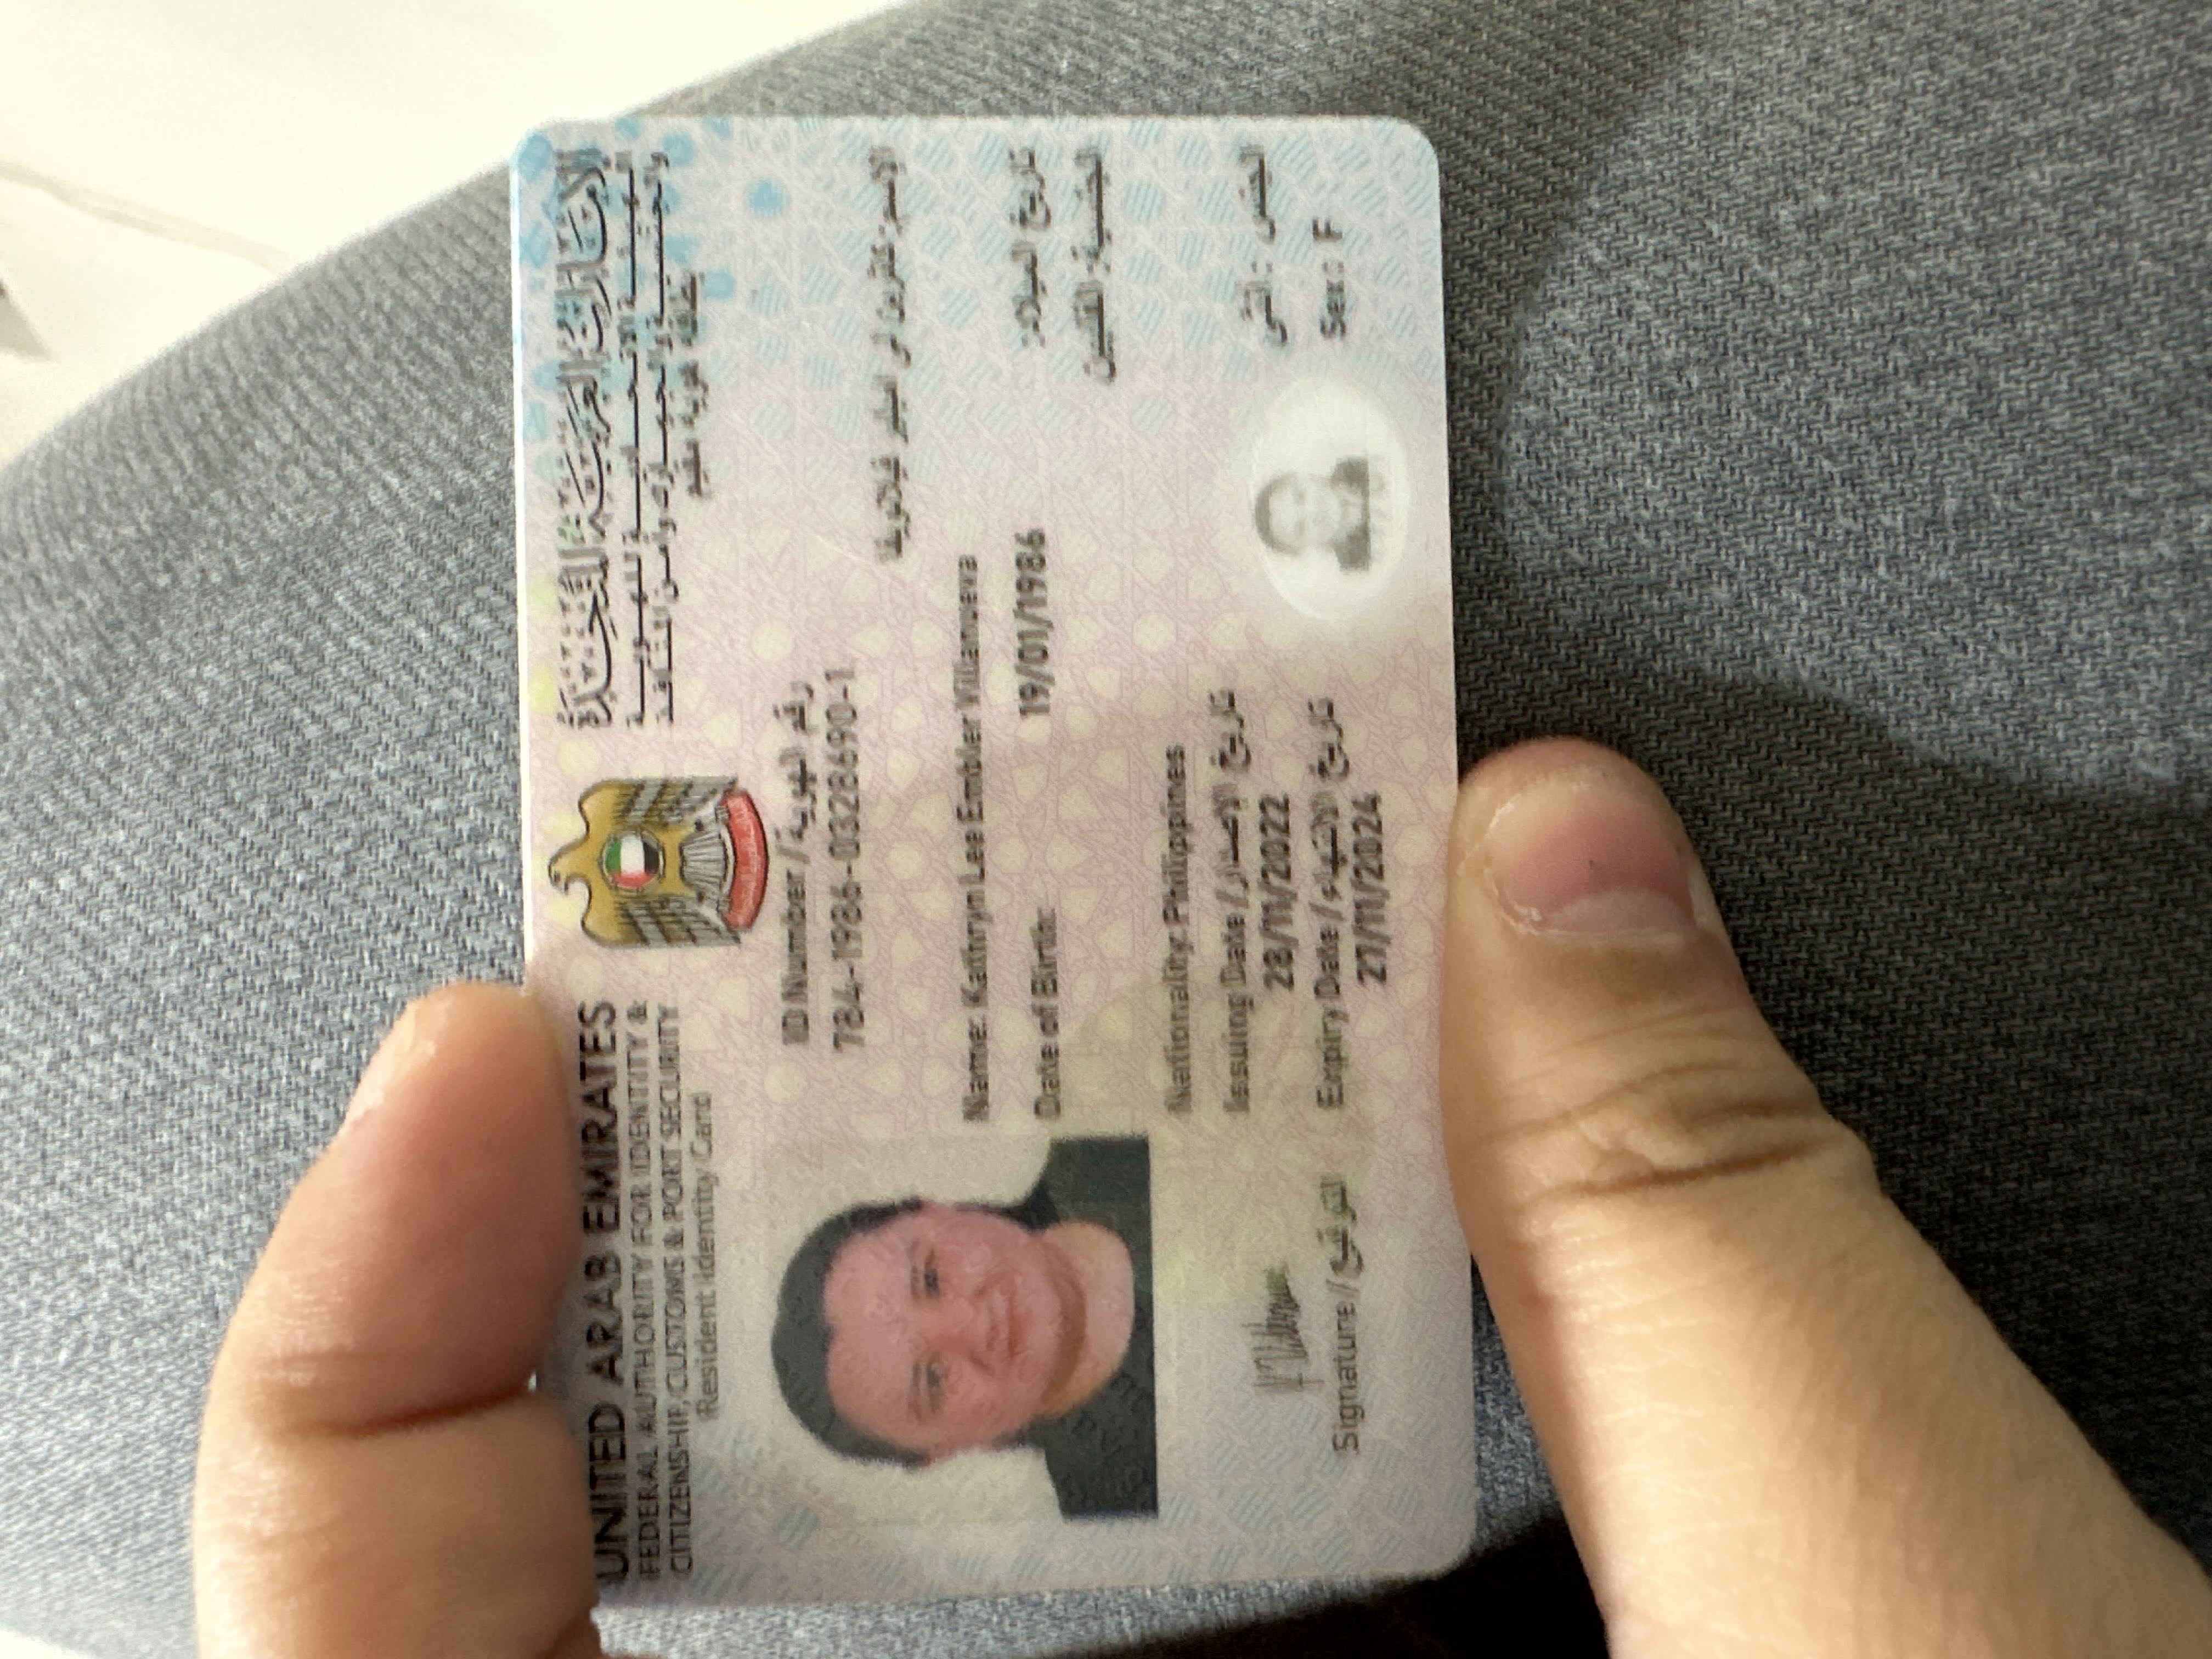 UNITED ARAB EMIRATES
FEDERAL AUTHORITY FOR IDENTITY &
CITIZENSHIP, CUSTOMS & PORT SECURITY
Resident Identity Card
الإمارات العربية المتحدة
الهيئة الاتحادية للهوية
والجنسية والجمارك وأمن المنافذ
بطاقة هوية مقيم
ID Number / رقم الهوية
784-1986-0328690-1
الإسم: كاثرين لى امبلير فيلانويفا
Name: Kathryn Lee Embler Villanueva
Date of Birth: 19/01/1986 تاريخ الميلاد:
الجنسية: الفلبين
Nationality: Philippines
Issuing Date / تاريخ الإصدار
28/11/2022
الجنس : انثى
Expiry Date / تاريخ الانتهاء
27/11/2024
Sex: F
Signature / التوقيع